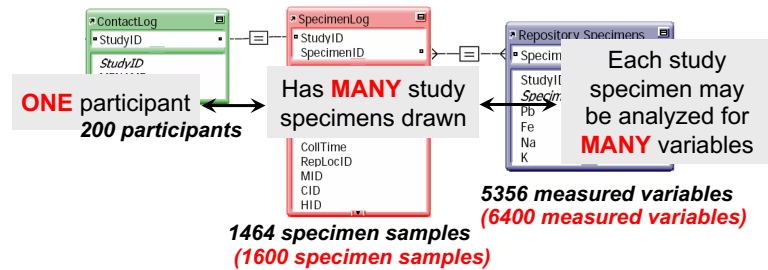 ContactLog
StudyID
StudyID
ONE participant
200 participants
SpecimenLog
StudyID
SpecimenID
Has MANY study
specimens drawn
CollTime
RepLocID
MID
CID
HID
1464 specimen samples
(1600 specimen samples)
Repository Specimens
StudyID
Pb
Fe
Na
K
Each study
specimen may
be analyzed for
MANY variables
5356 measured variables
(6400 measured variables)